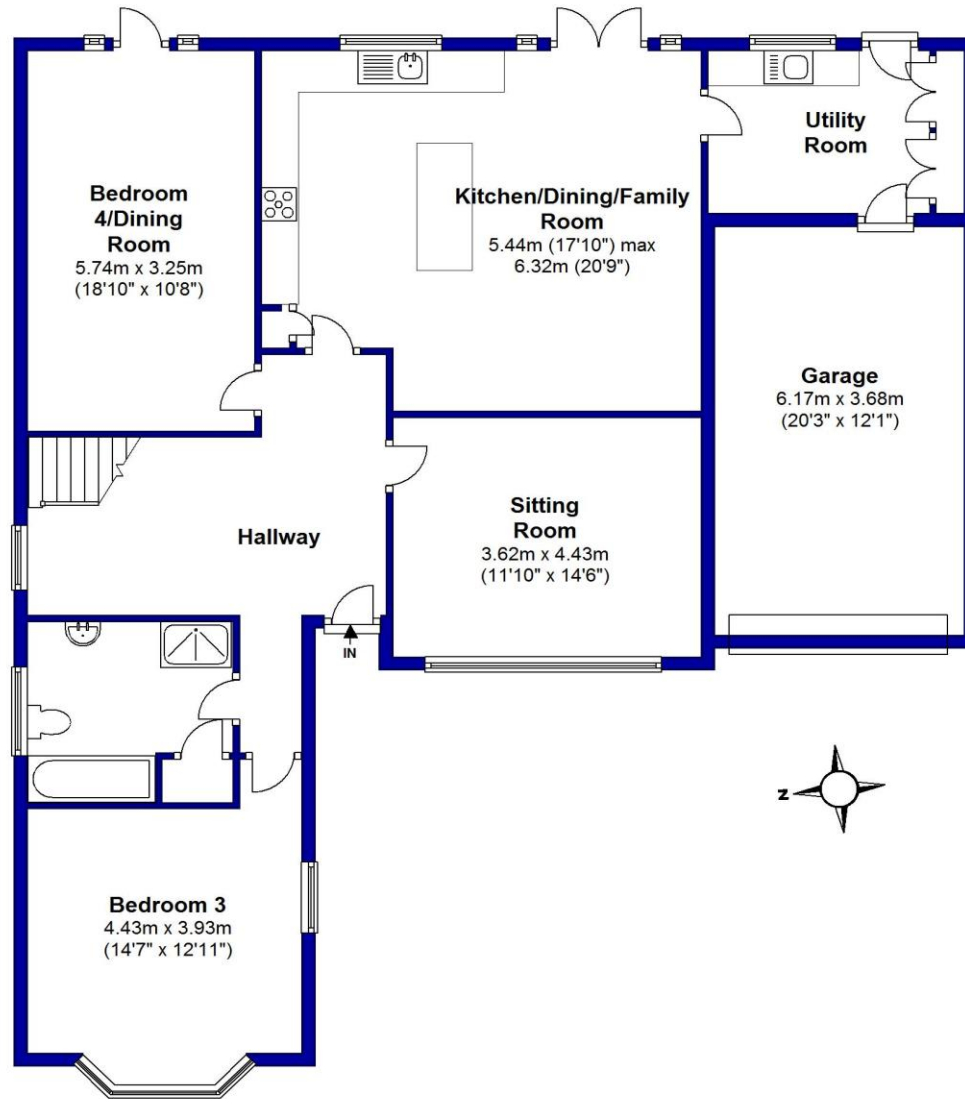 Bedroom
4/Dining
Room
5.74m x 3.25m
(18'10" x 10'8")
Kitchen/Dining/Family
Room
5.44m (17'10") max
6.32m (20'9")
Utility
Room
Garage
6.17m x 3.68m
(20'3" x 12'1")
Sitting
Room
3.62m x 4.43m
(11'10" x 14'6")
Hallway
IN
Bedroom 3
4.43m x 3.93m
(14'7" x 12'11")
N